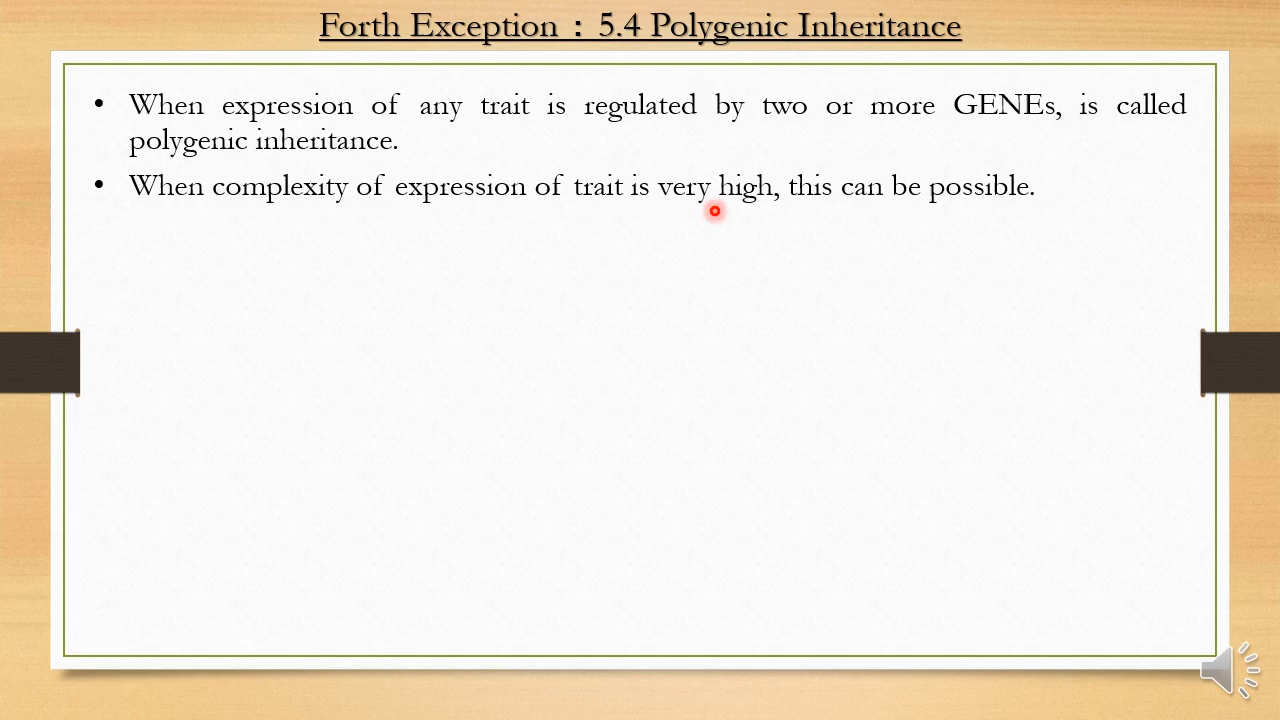 Forth Exception : 5.4 Polygenic Inheritance
• When expression of any trait is regulated by two or more GENEs, is called
polygenic inheritance.
• When complexity of expression of trait is very high, this can be possible.